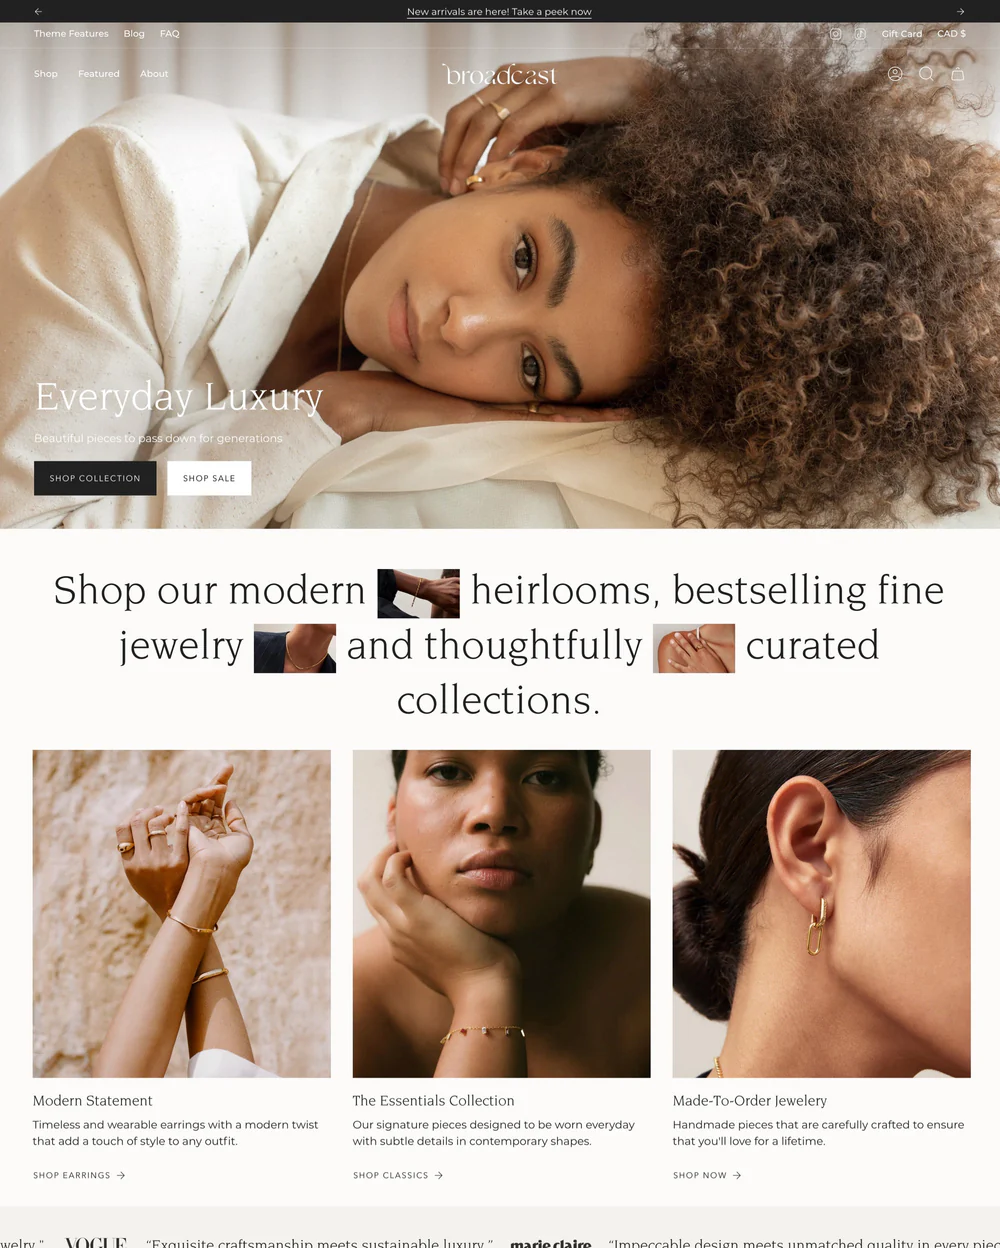 New arrivals are here! Take a peek now
Theme Features Blog FAQ
Gift Card CAD $
Shop Featured About
broadcast
Everyday Luxury
Beautiful pieces to pass down for generations
SHOP COLLECTION SHOP SALE
Shop our modern heirlooms, bestselling fine
jewelry and thoughtfully curated
collections.
Modern Statement
Timeless and wearable earrings with a modern twist
that add a touch of style to any outfit.
SHOP EARRINGS
The Essentials Collection
Our signature pieces designed to be worn everyday
with subtle details in contemporary shapes.
SHOP CLASSICS
Made-To-Order Jewelery
Handmade pieces that are carefully crafted to ensure
that you'll love for a lifetime.
SHOP NOW
welry." VOGUE “Exquisite craftsmanship meets sustainable luxury.” marie claire “Impeccable design meets unmatched quality in every piec